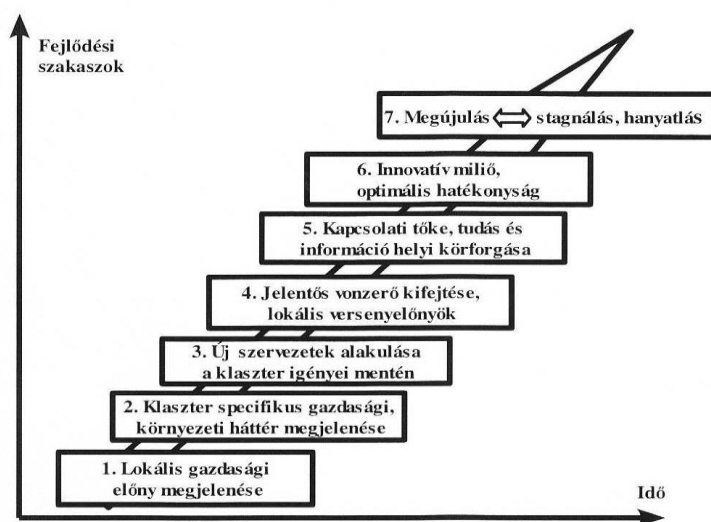 Fejlődési
szakaszok
7. Megújulás ⇔ stagnálás, hanyatlás
6. Innovatív milió,
optimális hatékonyság
5. Kapcsolati tőke, tudás és
információ helyi körforgása
4. Jelentős vonzerő kifejtése,
lokális versenyelőnyök
3. Új szervezetek alakulása
a klaszter igényei mentén
2. Klaszter specifikus gazdasági,
környezeti háttér megjelenése
1. Lokális gazdasági
előny megjelenése
Idő